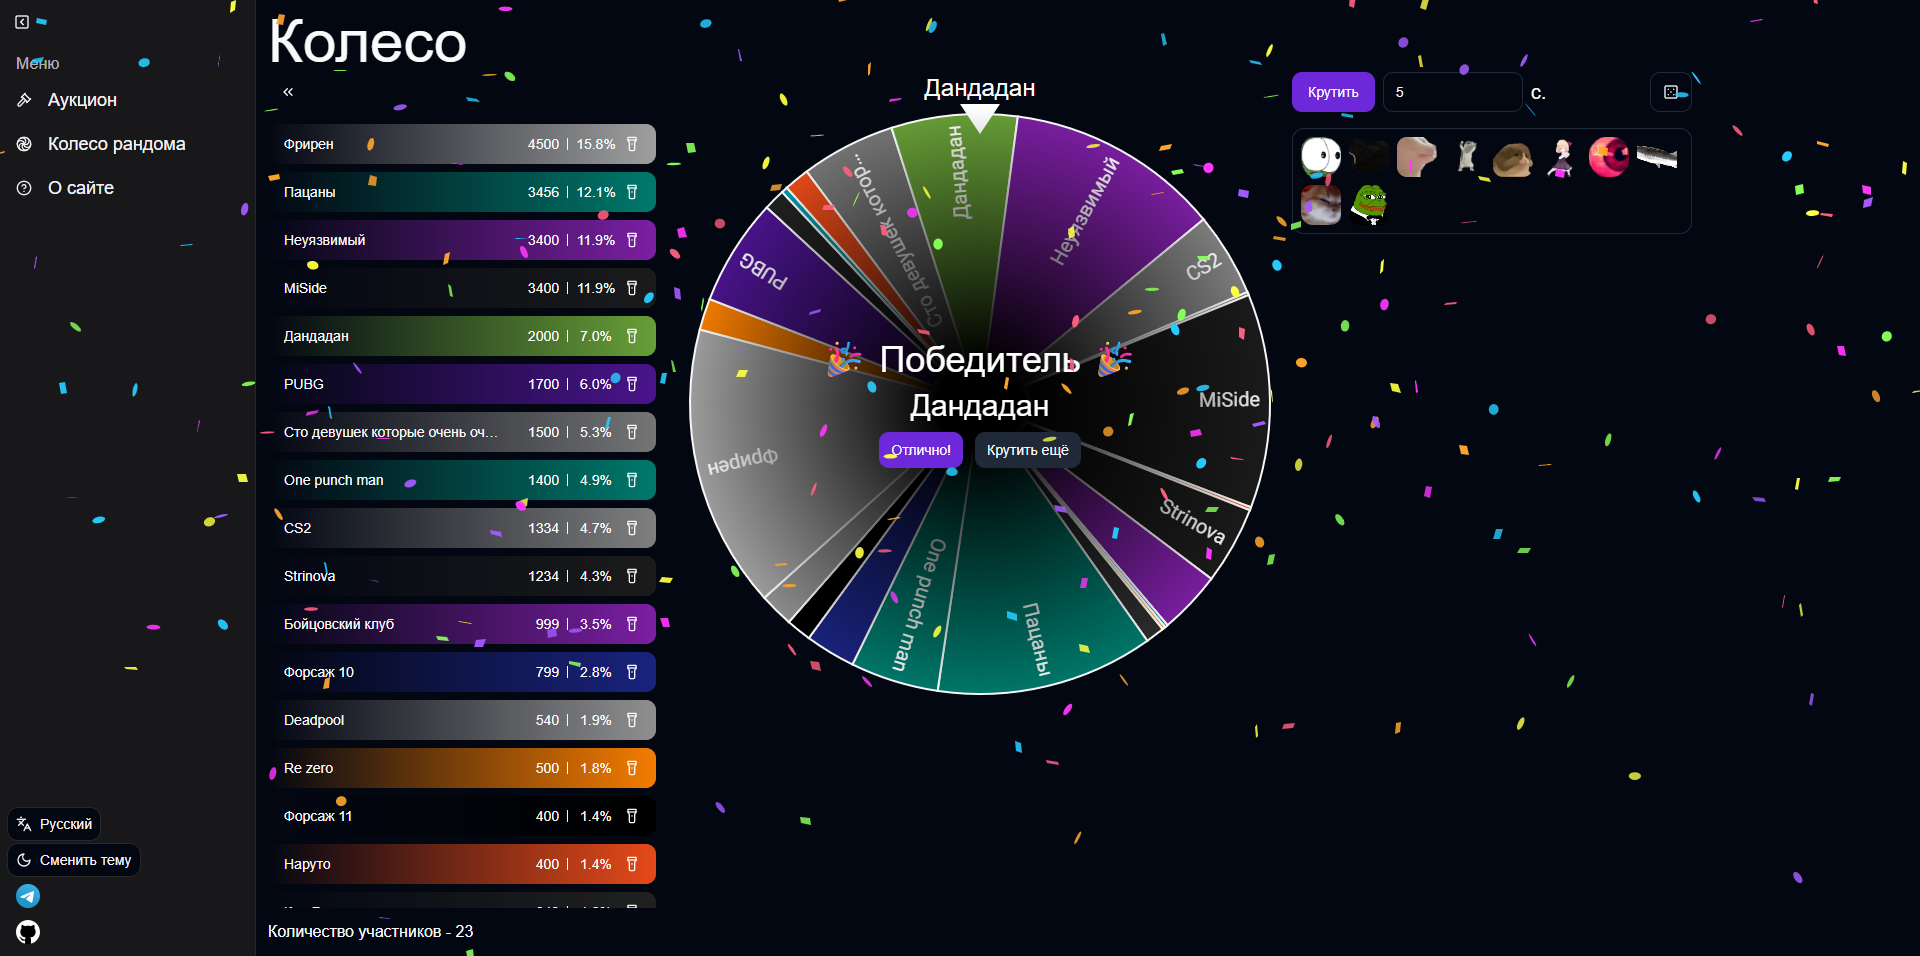 Меню
Аукцион
Колесо рандома
О сайте
Русский
Сменить тему
Колесо
«
Фрирен 4500 | 15.8%
Пацаны 3456 | 12.1%
Неуязвимый 3400 | 11.9%
MiSide 3400 | 11.9%
Дандадан 2000 | 7.0%
PUBG 1700 | 6.0%
Сто девушек которые очень оч... 1500 | 5.3%
One punch man 1400 | 4.9%
CS2 1334 | 4.7%
Strinova 1234 | 4.3%
Бойцовский клуб 999 | 3.5%
Форсаж 10 799 | 2.8%
Deadpool 540 | 1.9%
Re zero 500 | 1.8%
Форсаж 11 400 | 1.4%
Наруто 400 | 1.4%
Количество участников - 23
Дандадан
Дандадан
Неуязвимый
CS2
MiSide
Strinova
Пацаны
One punch man
Фрирен
PUBG
Сто девушек котор...
Победитель
Дандадан
Отлично!
Крутить ещё
Крутить
5
с.